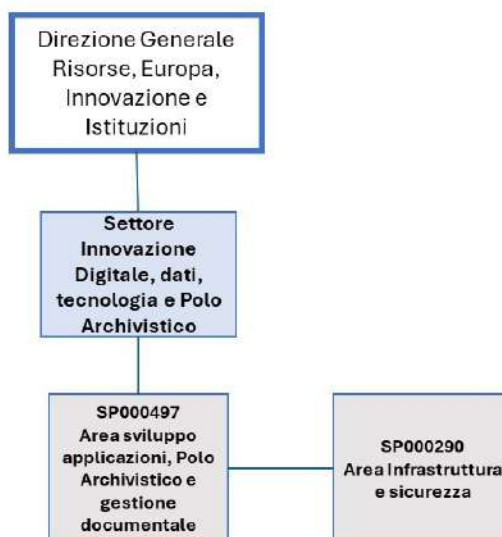 Direzione Generale
Risorse, Europa,
Innovazione e
Istituzioni
Settore
Innovazione
Digitale, dati,
tecnologia e Polo
Archivistico
SP000497
Area sviluppo
applicazioni, Polo
Archivistico e
gestione
documentale
SP000290
Area Infrastruttura
e sicurezza